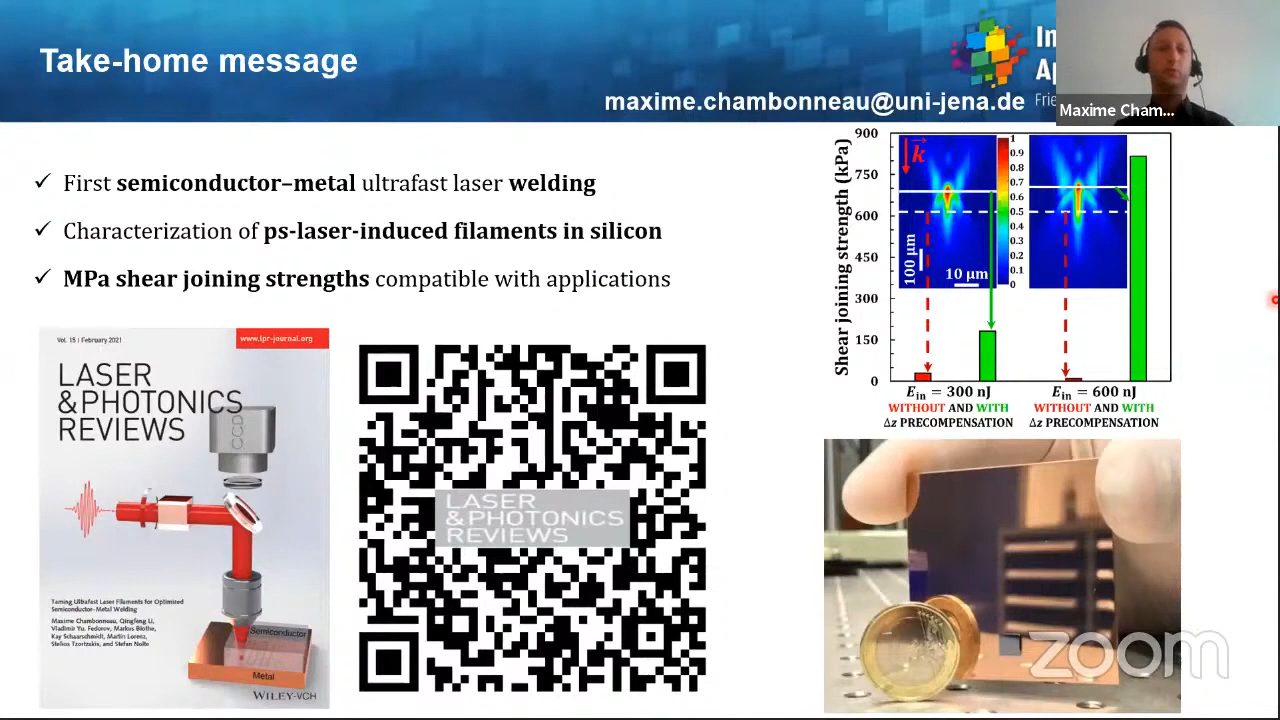 Take-home message
maxime.chambonneau@uni-jena.de
Maxime Cham...
✓ First semiconductor–metal ultrafast laser welding
✓ Characterization of ps-laser-induced filaments in silicon
✓ MPa shear joining strengths compatible with applications
Vol. 15 / February 2021
www.lpr-journal.org
LASER
&PHOTONICS
REVIEWS
CCD
Taming Ultrafast Laser Filaments for Optimized
Semiconductor–Metal Welding
Maxime Chambonneau, Qingfeng Li,
Vladimir Yu. Fedorov, Markus Blothe,
Kay Schaarschmidt, Martin Lorenz,
Stelios Tzortzakis, and Stefan Nolte
Semiconductor
Metal
WILEY-VCH
LASER
&PHOTONICS
REVIEWS
Shear joining strength (kPa)
900
750
600
450
300
150
0
k
100 μm
10 μm
1
0.9
0.8
0.7
0.6
0.5
0.4
0.3
0.2
0.1
0
Ein = 300 nJ
WITHOUT AND WITH
Δz PRECOMPENSATION
Ein = 600 nJ
WITHOUT AND WITH
Δz PRECOMPENSATION
zoom